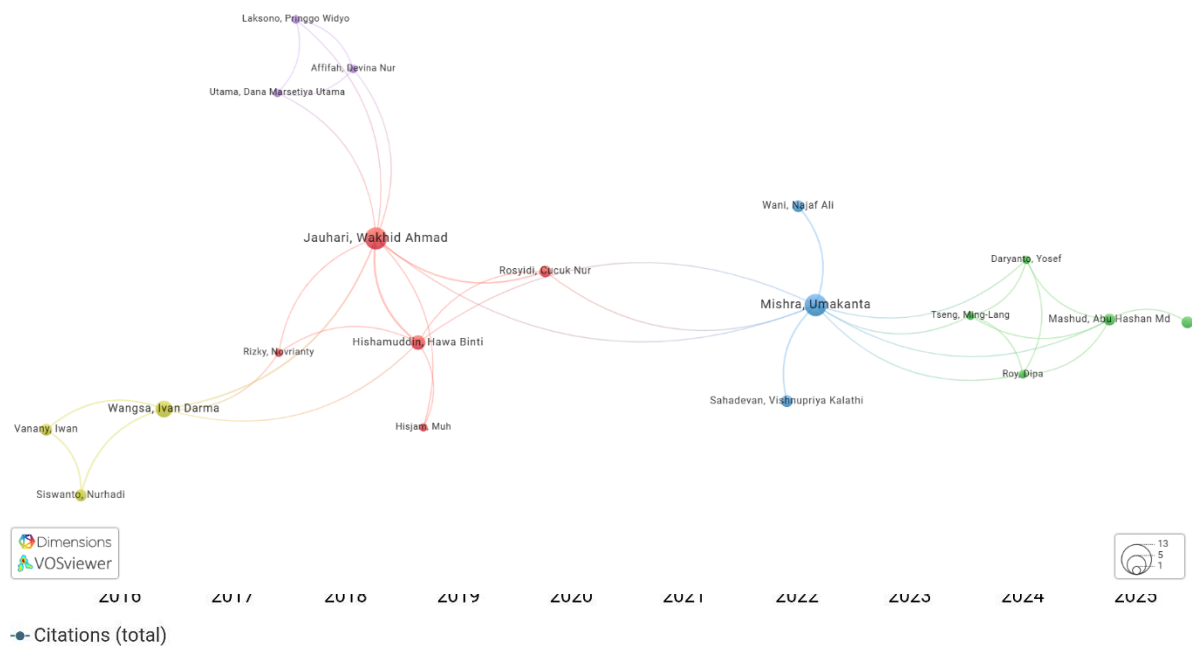 Laksono, Pringgo Widyo
Affifah, Devina Nur
Utama, Dana Marsetiya Utama
Wani, Najaf Ali
Jauhari, Wakhid Ahmad
Daryanto, Yosef
Rosyidi, Cucuk Nur
Mishra, Umakanta
Tseng, Ming-Lang
Mashud, Abu Hashan Md
Hishamuddin, Hawa Binti
Rizky, Novrianty
Roy, Dipa
Sahadevan, Vishnupriya Kalathi
Wangsa, Ivan Darma
Hisjam, Muh
Vanany, Iwan
Siswanto, Nurhadi
Dimensions
VOSviewer
13
5
1
2016 2017 2018 2019 2020 2021 2022 2023 2024 2025
Citations (total)